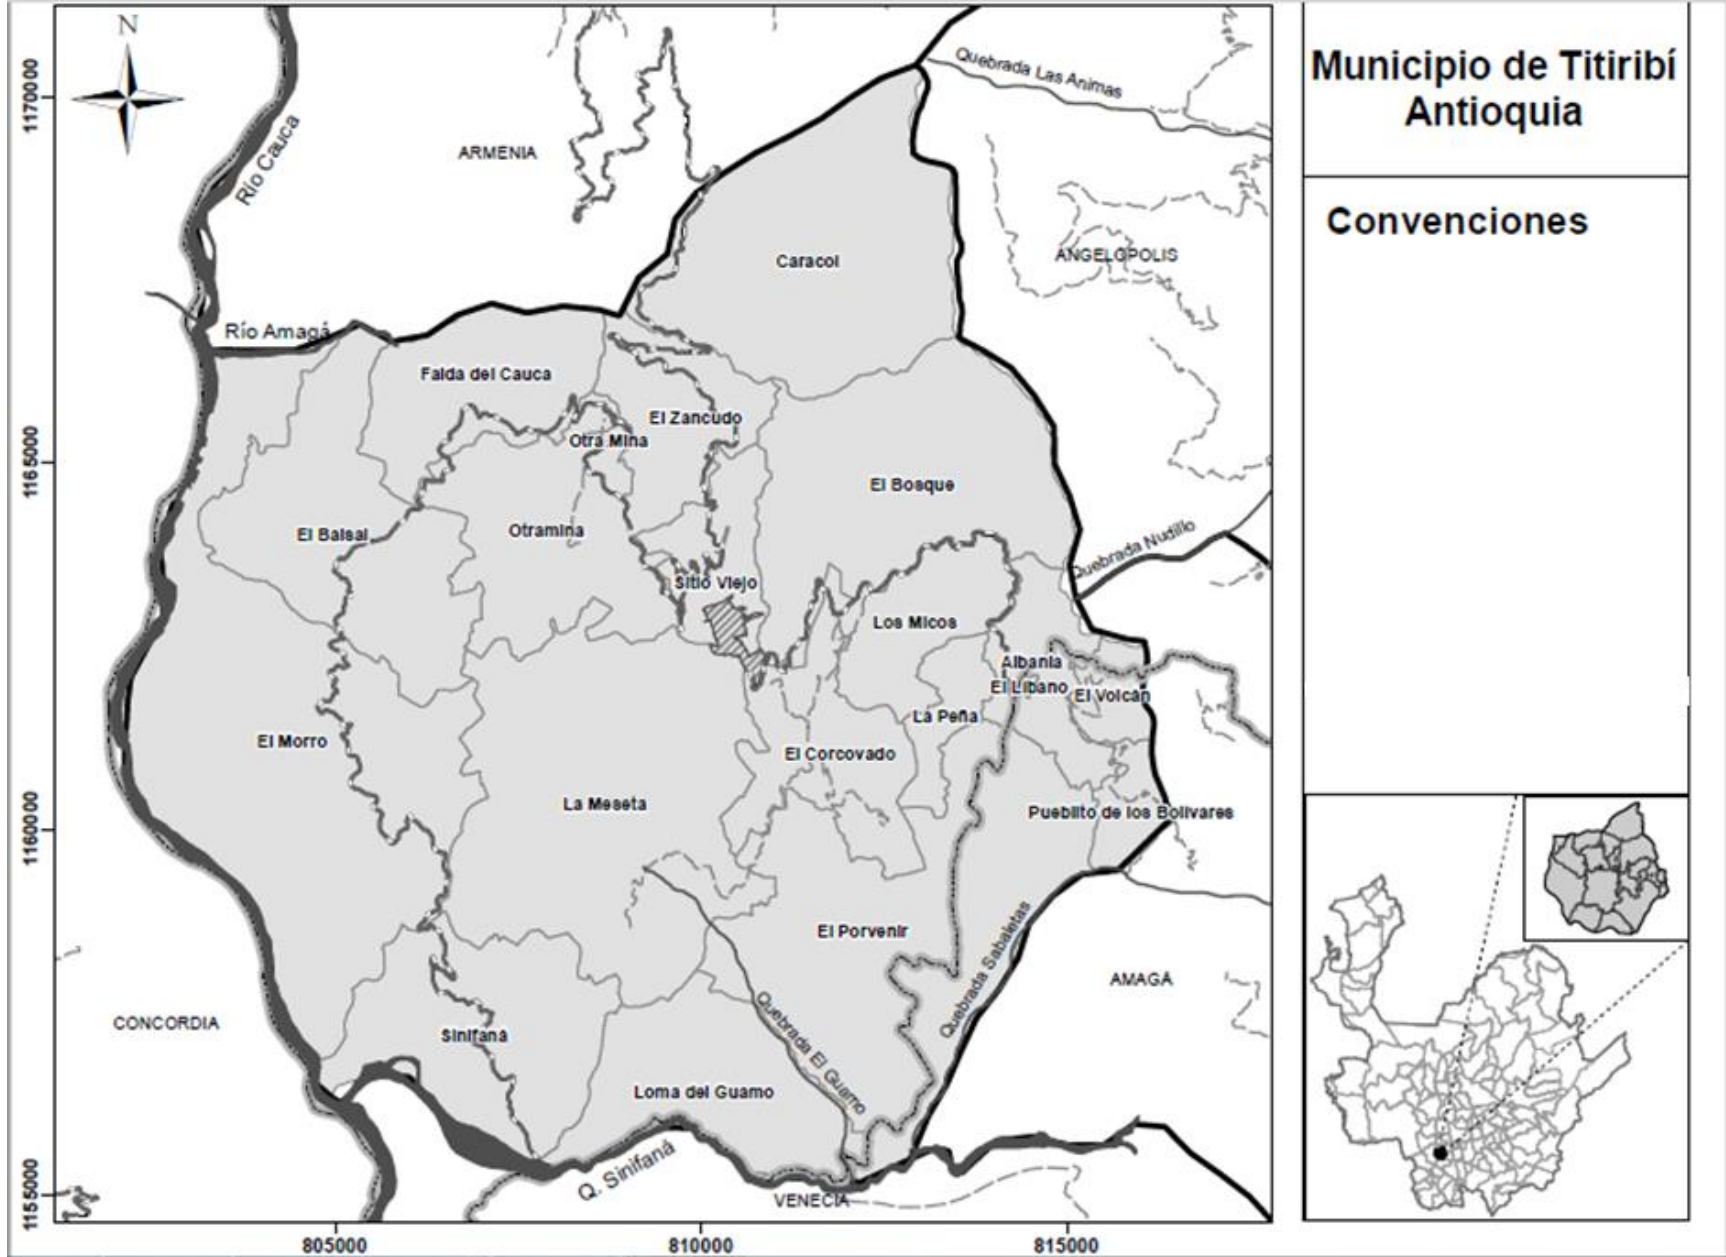 Municipio de Titiribí
Antioquia
Convenciones
N
1170000
1165000
1160000
1155000
805000
810000
815000
Río Cauca
ARMENIA
Quebrada Las Animas
ANGELÓPOLIS
Caracol
Río Amagá
Falda del Cauca
El Zancudo
Otra Mina
El Bosque
El Balsal
Otramina
Quebrada Nudillo
Sitio Viejo
Los Micos
Albania
El Líbano
El Volcán
La Peña
El Morro
El Corcovado
La Meseta
Pueblito de los Bolivares
El Porvenir
Quebrada Sabaletas
AMAGÁ
CONCORDIA
Sinifaná
Quebrada El Guamo
Loma del Guamo
Q. Sinifaná
VENECIA